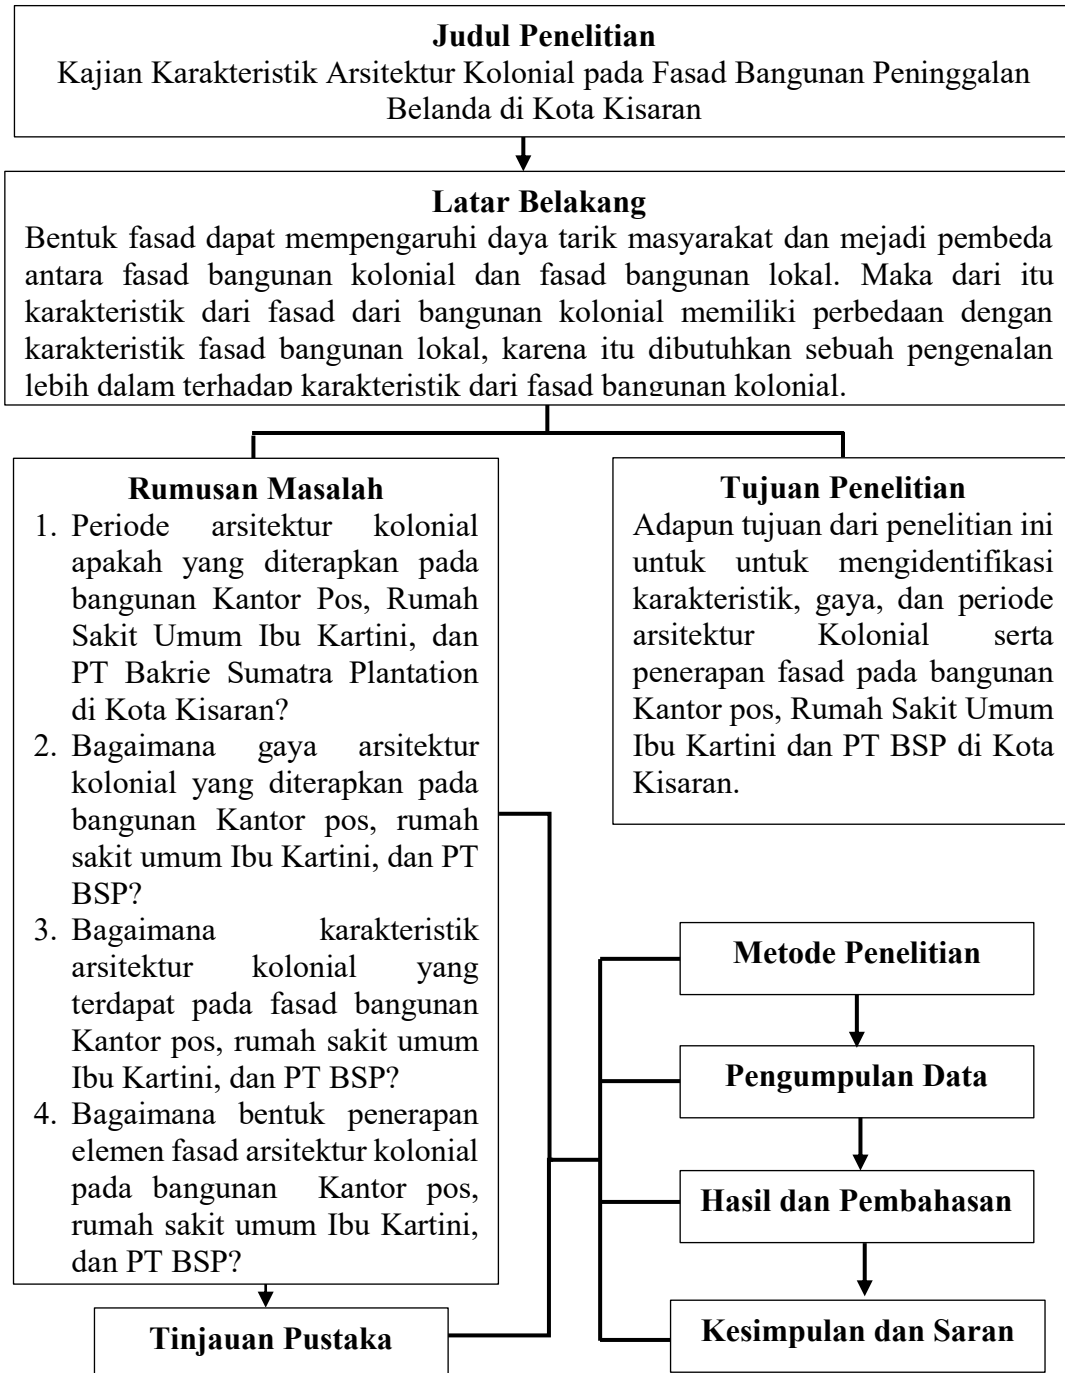 Judul Penelitian
Kajian Karakteristik Arsitektur Kolonial pada Fasad Bangunan Peninggalan
Belanda di Kota Kisaran
Latar Belakang
Bentuk fasad dapat mempengaruhi daya tarik masyarakat dan mejadi pembeda
antara fasad bangunan kolonial dan fasad bangunan lokal. Maka dari itu
karakteristik dari fasad dari bangunan kolonial memiliki perbedaan dengan
karakteristik fasad bangunan lokal, karena itu dibutuhkan sebuah pengenalan
lebih dalam terhadap karakteristik dari fasad bangunan kolonial.
Rumusan Masalah
1. Periode arsitektur kolonial
apakah yang diterapkan pada
bangunan Kantor Pos, Rumah
Sakit Umum Ibu Kartini, dan
PT Bakrie Sumatra Plantation
di Kota Kisaran?
2. Bagaimana gaya arsitektur
kolonial yang diterapkan pada
bangunan Kantor pos, rumah
sakit umum Ibu Kartini, dan PT
BSP?
3. Bagaimana karakteristik
arsitektur kolonial yang
terdapat pada fasad bangunan
Kantor pos, rumah sakit umum
Ibu Kartini, dan PT BSP?
4. Bagaimana bentuk penerapan
elemen fasad arsitektur kolonial
pada bangunan Kantor pos,
rumah sakit umum Ibu Kartini,
dan PT BSP?
Tujuan Penelitian
Adapun tujuan dari penelitian ini
untuk untuk mengidentifikasi
karakteristik, gaya, dan periode
arsitektur Kolonial serta
penerapan fasad pada bangunan
Kantor pos, Rumah Sakit Umum
Ibu Kartini dan PT BSP di Kota
Kisaran.
Metode Penelitian
Pengumpulan Data
Hasil dan Pembahasan
Kesimpulan dan Saran
Tinjauan Pustaka